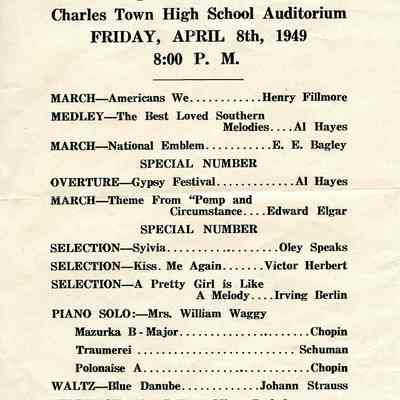 Charles Town High School Auditorium
FRIDAY, APRIL 8th, 1949
8:00 P. M.
MARCH—Americans We............Henry Fillmore
MEDLEY—The Best Loved Southern
Melodies....Al Hayes
MARCH—National Emblem...........E. E. Bagley
SPECIAL NUMBER
OVERTURE—Gypsy Festival.............Al Hayes
MARCH—Theme From "Pomp and
Circumstance....Edward Elgar
SPECIAL NUMBER
SELECTION—Sylvia......................Oley Speaks
SELECTION—Kiss. Me Again.......Victor Herbert
SELECTION—A Pretty Girl is Like
A Melody....Irving Berlin
PIANO SOLO:—Mrs. William Waggy
Mazurka B-Major.........................Chopin
Traumerei ............................ Schuman
Polonaise A................................Chopin
WALTZ—Blue Danube.............Johann Strauss